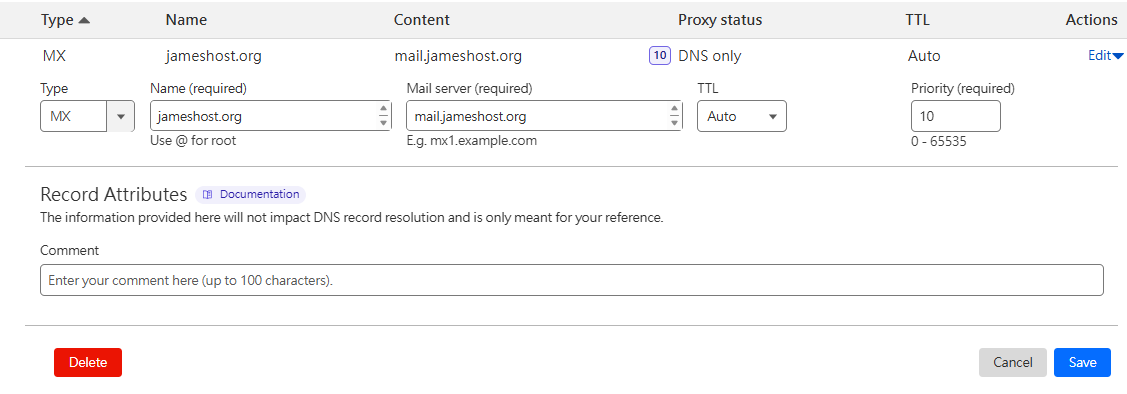 Type Name Content Proxy status TTL Actions
MX jameshost.org mail.jameshost.org 10 DNS only Auto Edit
Type Name (required) Mail server (required) TTL Priority (required)
MX jameshost.org mail.jameshost.org Auto 10
Use @ for root E.g. mx1.example.com 0 - 65535
Record Attributes Documentation
The information provided here will not impact DNS record resolution and is only meant for your reference.
Comment
Enter your comment here (up to 100 characters).
Delete Cancel Save